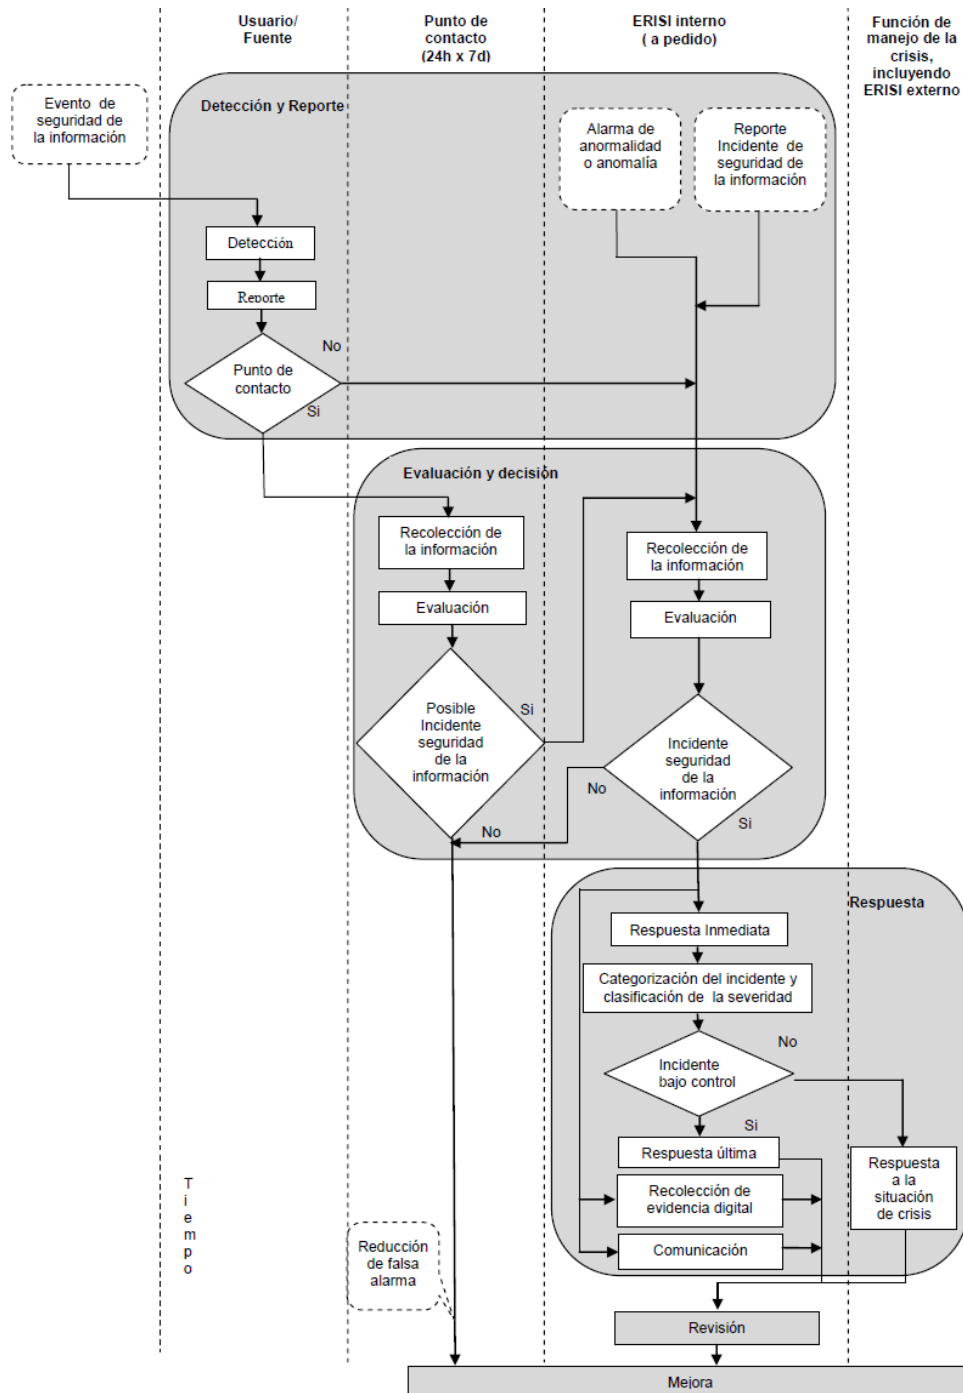 Usuario/
Fuente
Punto de
contacto
(24h x 7d)
ERISI interno
( a pedido)
Función de
manejo de la
crisis,
incluyendo
ERISI externo
Evento de
seguridad de
la información
Detección y Reporte
Alarma de
anormalidad
o anomalía
Reporte
Incidente de
seguridad de
la información
Detección
Reporte
No
Punto de
contacto
Si
Evaluación y decisión
Recolección de
la información
Evaluación
Recolección de
la información
Evaluación
Posible
Incidente
seguridad
de la
información
Si
Incidente
seguridad
de la
información
No
No
Si
Respuesta
Respuesta Inmediata
Categorización del incidente y
clasificación de la severidad
No
Incidente
bajo control
Si
Respuesta última
Respuesta
a la
situación
de crisis
Recolección de
evidencia digital
Comunicación
T
i
e
m
p
o
Reducción
de falsa
alarma
Revisión
Mejora